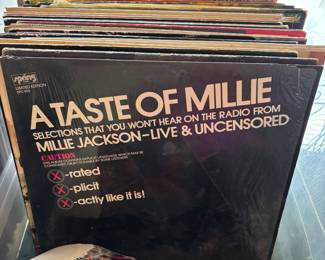 spring
LIMITED EDITION
A TASTE OF MILLIE
SELECTIONS THAT YOU WON'T HEAR ON THE RADIO FROM
MILLIE JACKSON-LIVE & UNCENSORED
CAUTION
X-rated
X-plicit
X-actly like it is!